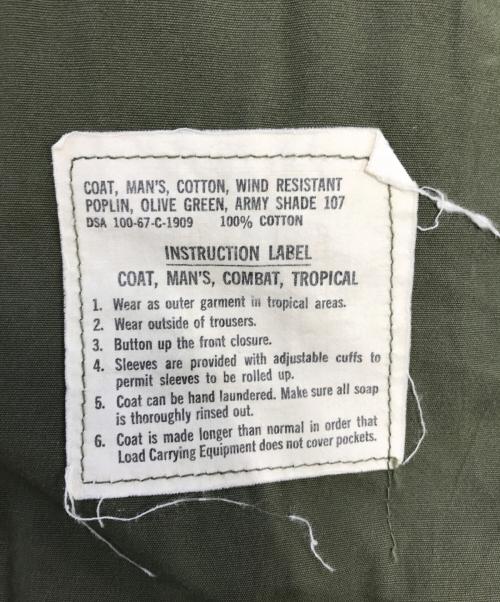 COAT, MAN'S, COTTON, WIND RESISTANT
POPLIN, OLIVE GREEN, ARMY SHADE 107
DSA 100-67-C-1909 100% COTTON
INSTRUCTION LABEL
COAT, MAN'S, COMBAT, TROPICAL
1. Wear as outer garment in tropical areas.
2. Wear outside of trousers.
3. Button up the front closure.
4. Sleeves are provided with adjustable cuffs to
permit sleeves to be rolled up.
5. Coat can be hand laundered. Make sure all soap
is thoroughly rinsed out.
6. Coat is made longer than normal in order that
Load Carrying Equipment does not cover pockets.